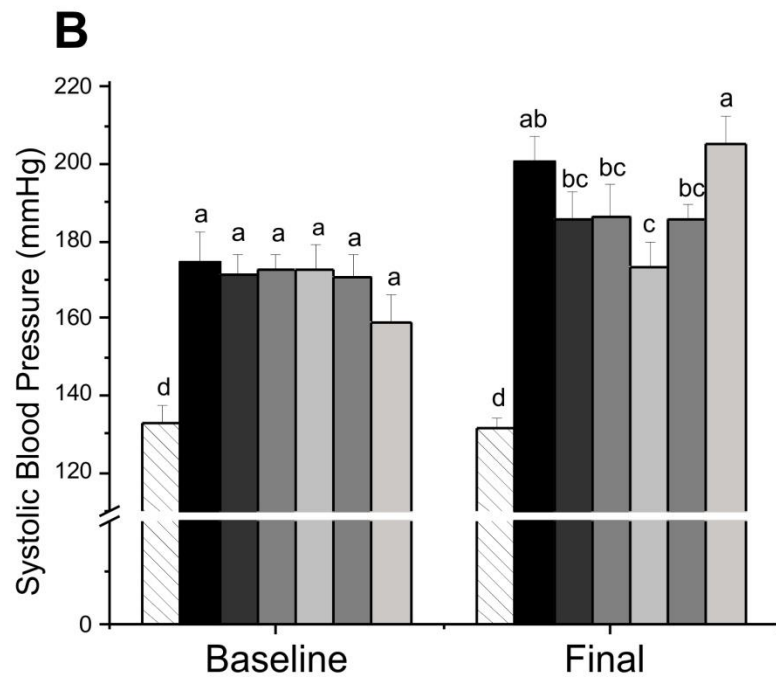 B
Systolic Blood Pressure (mmHg)
220
200
180
160
140
120
0
d
a
a
a
a
a
a
d
ab
bc
bc
c
bc
a
Baseline
Final